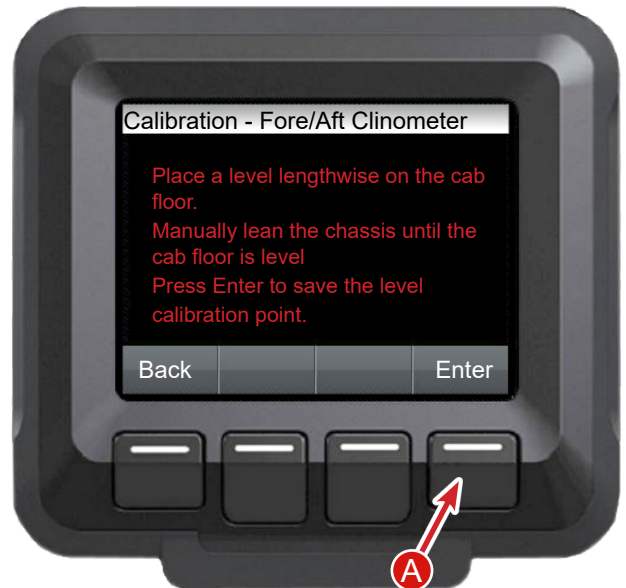 Calibration - Fore/Aft Clinometer
Place a level lengthwise on the cab
floor.
Manually lean the chassis until the
cab floor is level
Press Enter to save the level
calibration point.
Back
Enter
A